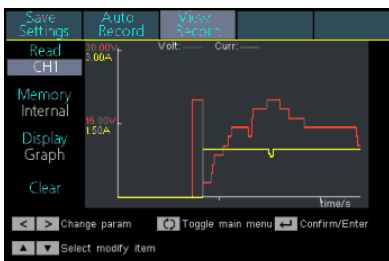 Save Settings Auto Record View Record
Read
CH1
Memory
Internal
Display
Graph
Clear
30.00V
3.00A
Volt: Curr:
15.00V
1.50A
time/s
< > Change param Toggle main menu Confirm/Enter
Select modify item